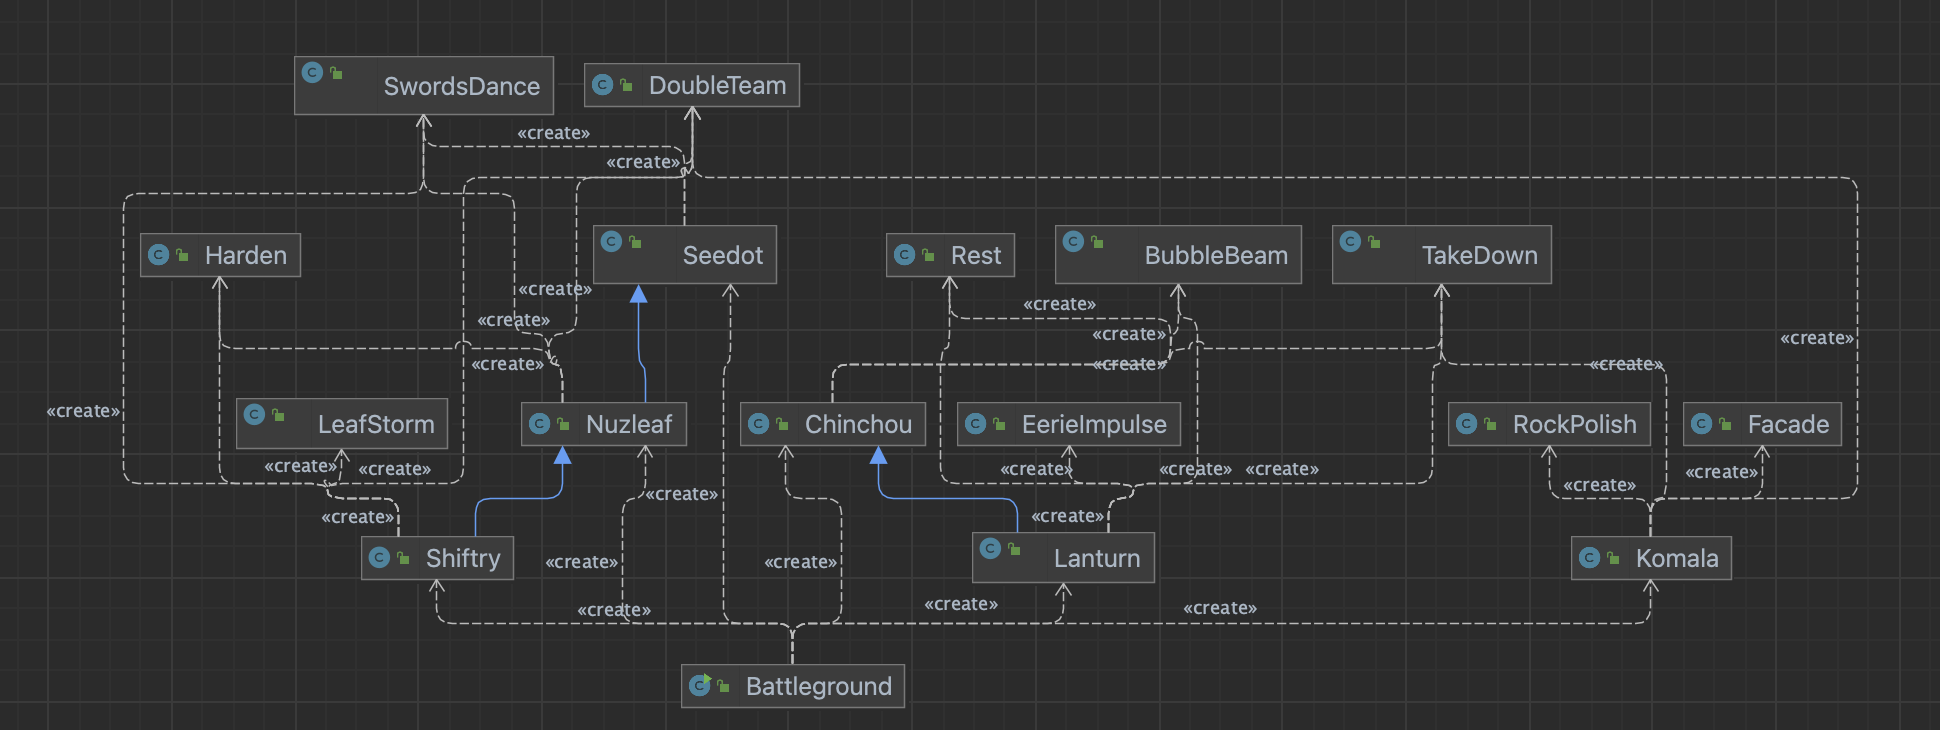 SwordsDance
DoubleTeam
«create»
«create»
Harden
Seedot
Rest
BubbleBeam
TakeDown
«create»
«create»
«create»
«create»
«create»
«create»
«create»
«create»
«create»
LeafStorm
Nuzleaf
Chinchou
EerieImpulse
RockPolish
Facade
«create»
«create»
«create»
«create»
«create»
«create»
«create»
«create»
«create»
«create»
Shiftry
«create»
«create»
Lanturn
Komala
«create»
«create»
«create»
Battleground